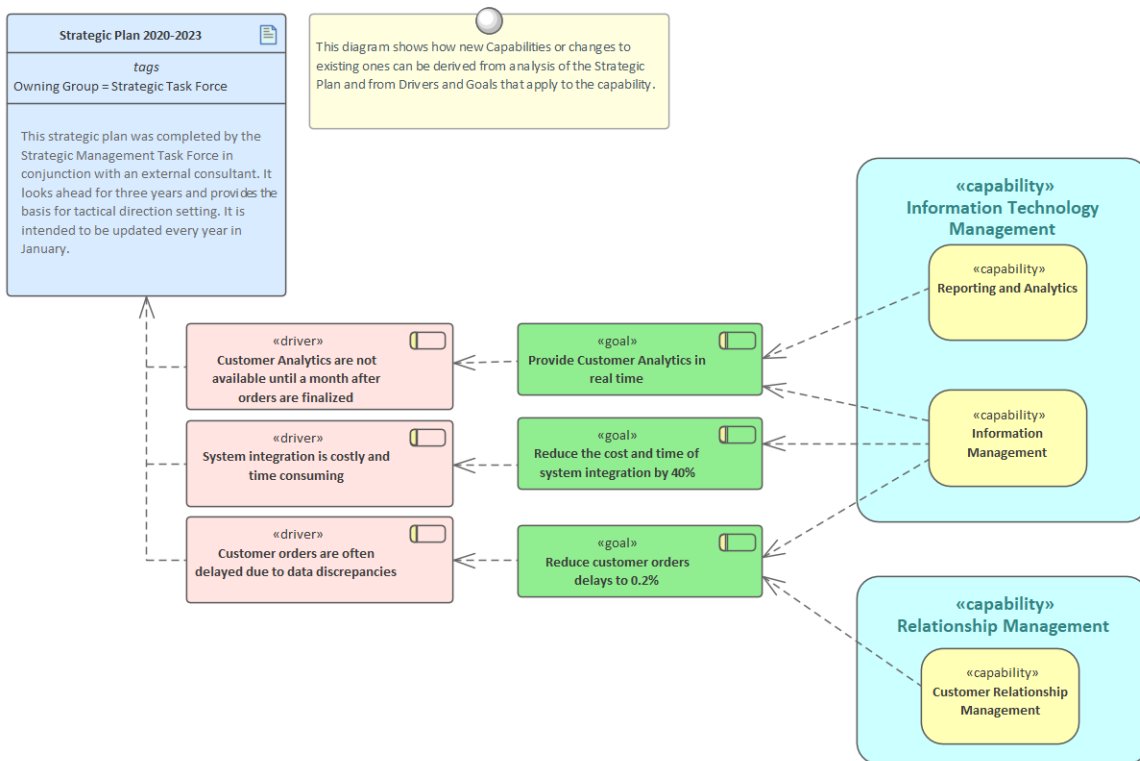 Strategic Plan 2020-2023
tags
Owning Group = Strategic Task Force
This strategic plan was completed by the
Strategic Management Task Force in
conjunction with an external consultant. It
looks ahead for three years and provides the
basis for tactical direction setting. It is
intended to be updated every year in
January.
This diagram shows how new Capabilities or changes to
existing ones can be derived from analysis of the Strategic
Plan and from Drivers and Goals that apply to the capability.
«driver»
Customer Analytics are not
available until a month after
orders are finalized
«driver»
System integration is costly and
time consuming
«driver»
Customer orders are often
delayed due to data discrepancies
«goal»
Provide Customer Analytics in
real time
«goal»
Reduce the cost and time of
system integration by 40%
«goal»
Reduce customer orders
delays to 0.2%
«capability»
Information Technology
Management
«capability»
Reporting and Analytics
«capability»
Information
Management
«capability»
Relationship Management
«capability»
Customer Relationship
Management